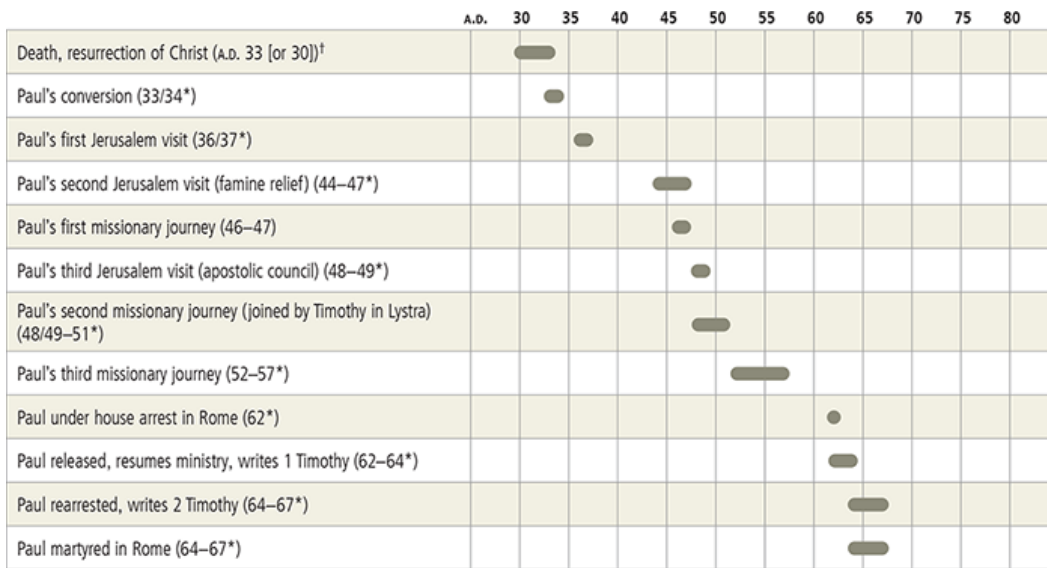 A.D. 30 35 40 45 50 55 60 65 70 75 80
Death, resurrection of Christ (A.D. 33 [or 30])†
Paul's conversion (33/34*)
Paul's first Jerusalem visit (36/37*)
Paul's second Jerusalem visit (famine relief) (44–47*)
Paul's first missionary journey (46–47)
Paul's third Jerusalem visit (apostolic council) (48–49*)
Paul's second missionary journey (joined by Timothy in Lystra)
(48/49–51*)
Paul's third missionary journey (52–57*)
Paul under house arrest in Rome (62*)
Paul released, resumes ministry, writes 1 Timothy (62–64*)
Paul rearrested, writes 2 Timothy (64–67*)
Paul martyred in Rome (64–67*)